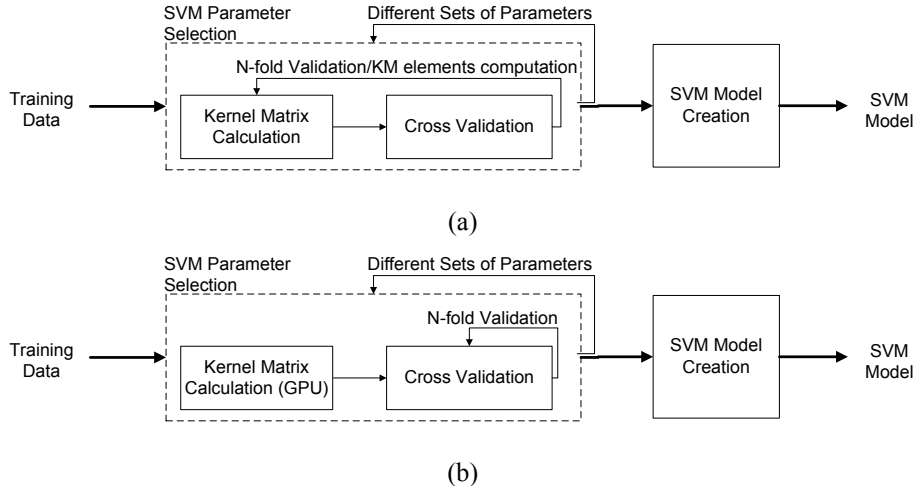 SVM Parameter
Selection
Different Sets of Parameters
N-fold Validation/KM elements computation
Training
Data
Kernel Matrix
Calculation
Cross Validation
SVM Model
Creation
SVM
Model
(a)
SVM Parameter
Selection
Different Sets of Parameters
N-fold Validation
Training
Data
Kernel Matrix
Calculation (GPU)
Cross Validation
SVM Model
Creation
SVM
Model
(b)